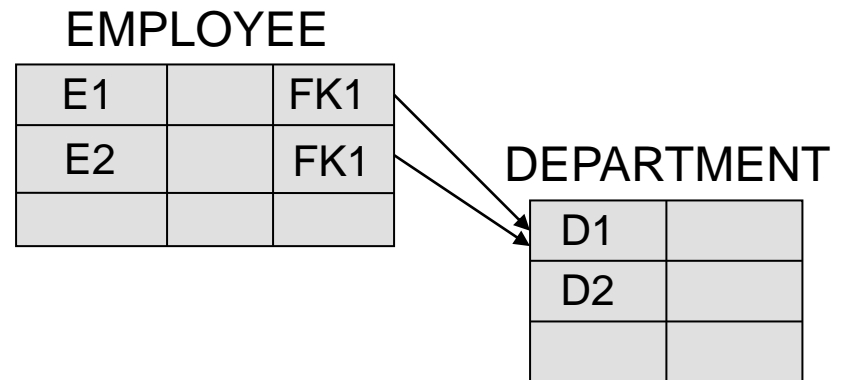 EMPLOYEE
E1 FK1
E2 FK1
DEPARTMENT
D1
D2